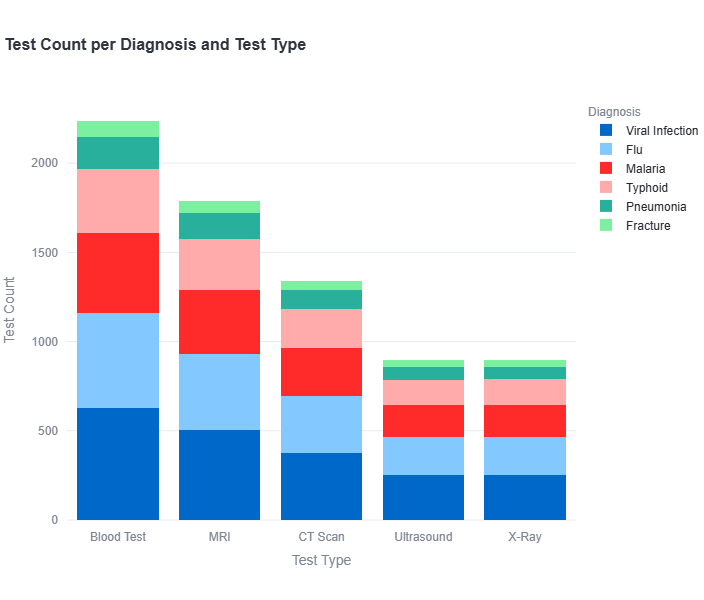 Test Count per Diagnosis and Test Type
Diagnosis
Viral Infection
Flu
Malaria
Typhoid
Pneumonia
Fracture
Test Count
2000
1500
1000
500
0
Blood Test
MRI
CT Scan
Ultrasound
X-Ray
Test Type